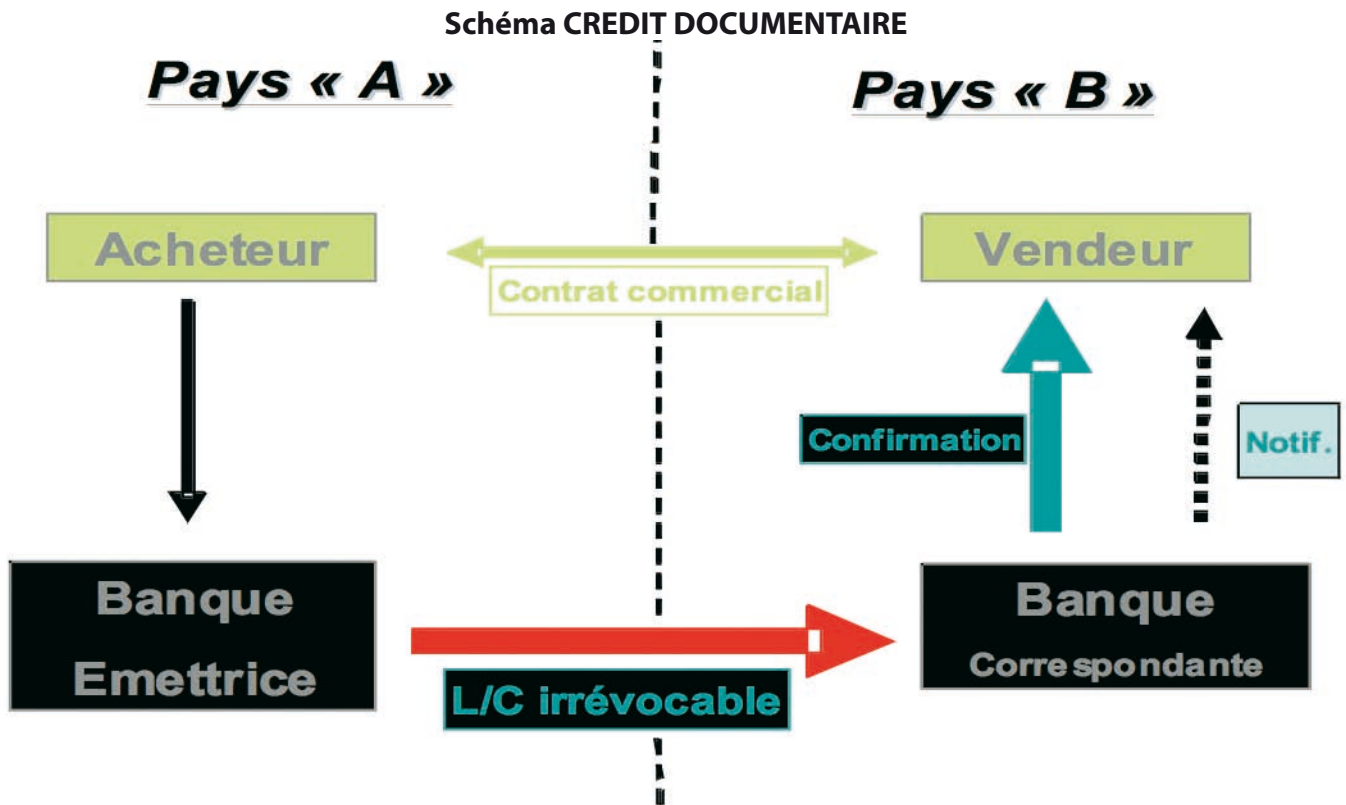 Schéma CREDIT DOCUMENTAIRE
Pays « A »
Pays « B »
Acheteur
Vendeur
Contrat commercial
Confirmation
Notif.
Banque
Emettrice
Banque
Correspondante
L/C irrévocable